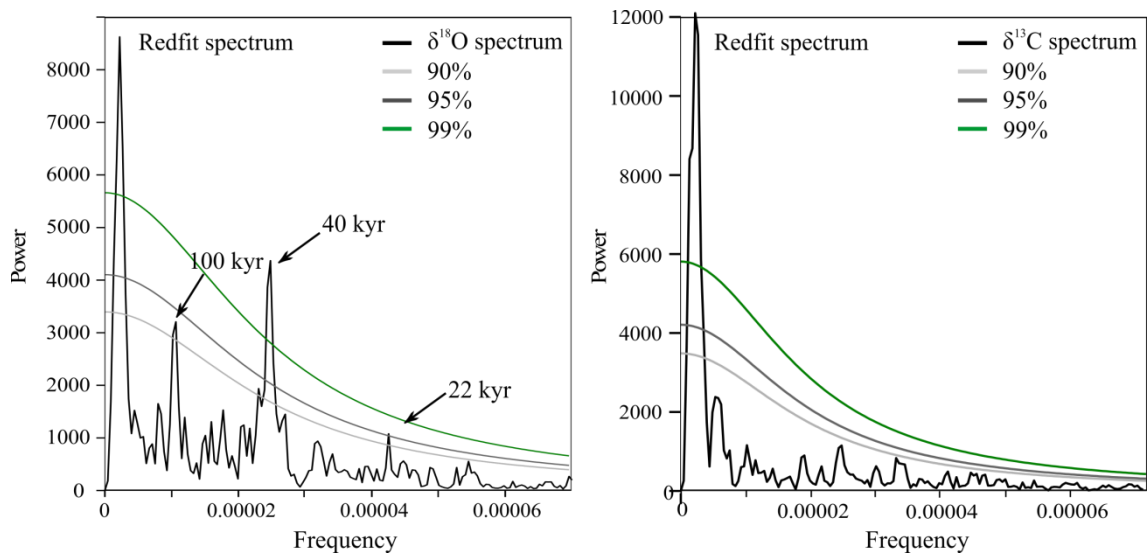 Redfit spectrum
δ¹⁸O spectrum
90%
95%
99%
8000
7000
6000
5000
4000
3000
2000
1000
0
Power
100 kyr
40 kyr
22 kyr
0
0.00002
0.00004
0.00006
Frequency
Redfit spectrum
δ¹³C spectrum
90%
95%
99%
12000
10000
12000
8000
6000
4000
2000
0
Power
0
0.00002
0.00004
0.00006
Frequency